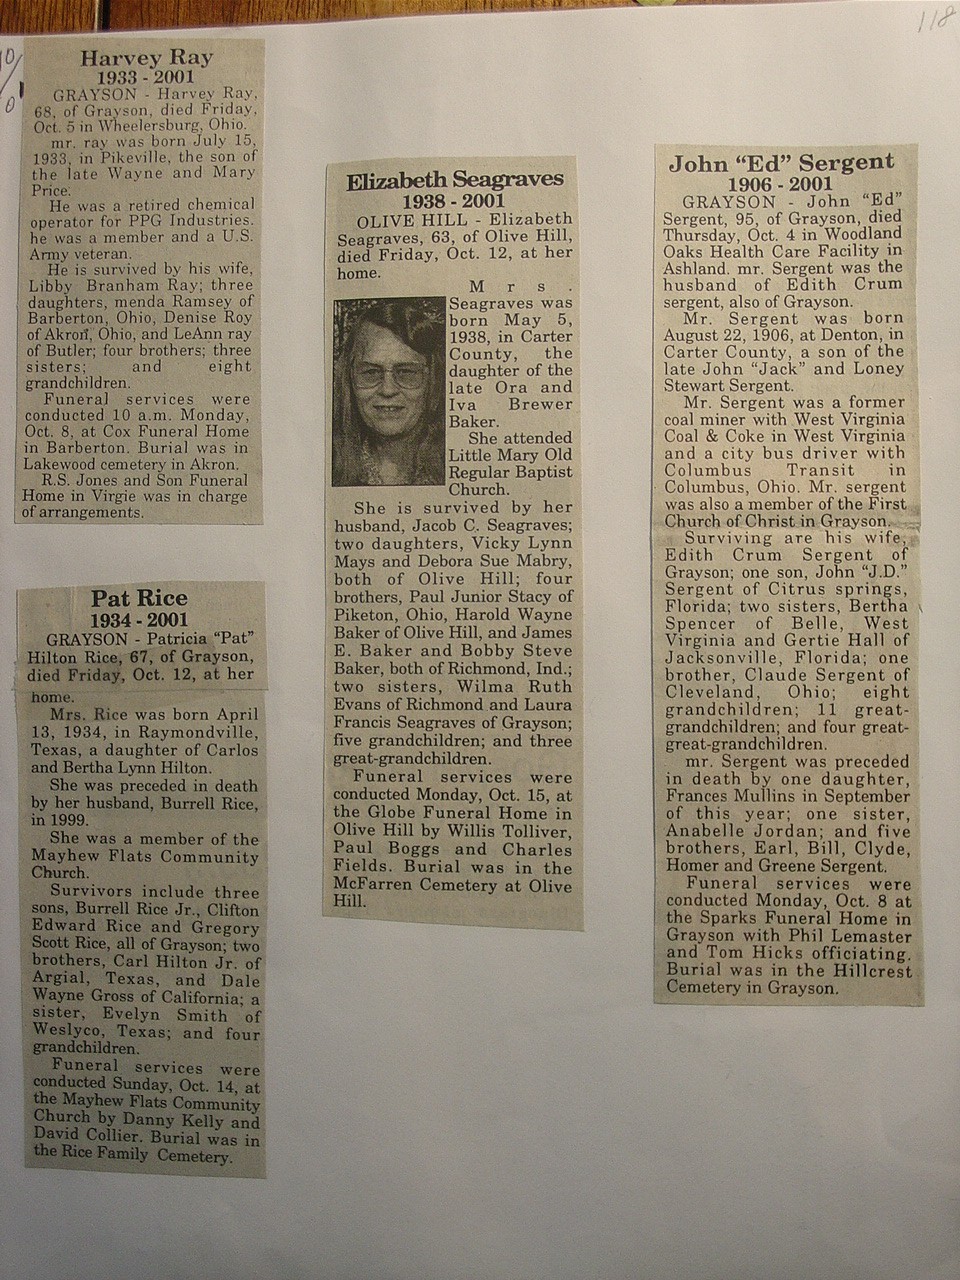 118
10/
0
Harvey Ray
1933 - 2001
GRAYSON - Harvey Ray,
68, of Grayson, died Friday,
Oct. 5 in Wheelersburg, Ohio.
mr. ray was born July 15,
1933, in Pikeville, the son of
the late Wayne and Mary
Price.
He was a retired chemical
operator for PPG Industries.
he was a member and a U.S.
Army veteran.
He is survived by his wife,
Libby Branham Ray; three
daughters, menda Ramsey of
Barberton, Ohio, Denise Roy
of Akron, Ohio, and LeAnn ray
of Butler; four brothers; three
sisters; and eight
grandchildren.
Funeral services were
conducted 10 a.m. Monday,
Oct. 8, at Cox Funeral Home
in Barberton. Burial was in
Lakewood cemetery in Akron.
R.S. Jones and Son Funeral
Home in Virgie was in charge
of arrangements.
Pat Rice
1934 - 2001
GRAYSON - Patricia "Pat"
Hilton Rice, 67, of Grayson,
died Friday, Oct. 12, at her
home.
Mrs. Rice was born April
13, 1934, in Raymondville,
Texas, a daughter of Carlos
and Bertha Lynn Hilton.
She was preceded in death
by her husband, Burrell Rice,
in 1999.
She was a member of the
Mayhew Flats Community
Church.
Survivors include three
sons, Burrell Rice Jr., Clifton
Edward Rice and Gregory
Scott Rice, all of Grayson; two
brothers, Carl Hilton Jr. of
Argial, Texas, and Dale
Wayne Gross of California; a
sister, Evelyn Smith of
Weslyco, Texas; and four
grandchildren.
Funeral services were
conducted Sunday, Oct. 14, at
the Mayhew Flats Community
Church by Danny Kelly and
David Collier. Burial was in
the Rice Family Cemetery.
Elizabeth Seagraves
1938 - 2001
OLIVE HILL - Elizabeth
Seagraves, 63, of Olive Hill,
died Friday, Oct. 12, at her
home.
Mrs.
Seagraves was
born May 5,
1938, in Carter
County, the
daughter of the
late Ora and
Iva Brewer
Baker.
She attended
Little Mary Old
Regular Baptist
Church.
She is survived by her
husband, Jacob C. Seagraves;
two daughters, Vicky Lynn
Mays and Debora Sue Mabry,
both of Olive Hill; four
brothers, Paul Junior Stacy of
Piketon, Ohio, Harold Wayne
Baker of Olive Hill, and James
E. Baker and Bobby Steve
Baker, both of Richmond, Ind.;
two sisters, Wilma Ruth
Evans of Richmond and Laura
Francis Seagraves of Grayson;
five grandchildren; and three
great-grandchildren.
Funeral services were
conducted Monday, Oct. 15, at
the Globe Funeral Home in
Olive Hill by Willis Tolliver,
Paul Boggs and Charles
Fields. Burial was in the
McFarren Cemetery at Olive
Hill.
John "Ed" Sergent
1906 - 2001
GRAYSON - John "Ed"
Sergent, 95, of Grayson, died
Thursday, Oct. 4 in Woodland
Oaks Health Care Facility in
Ashland. mr. Sergent was the
husband of Edith Crum
sergent, also of Grayson.
Mr. Sergent was born
August 22, 1906, at Denton, in
Carter County, a son of the
late John "Jack" and Loney
Stewart Sergent.
Mr. Sergent was a former
coal miner with West Virginia
Coal & Coke in West Virginia
and a city bus driver with
Columbus Transit in
Columbus, Ohio. Mr. sergent
was also a member of the First
Church of Christ in Grayson.
Surviving are his wife,
Edith Crum Sergent of
Grayson; one son, John "J.D."
Sergent of Citrus springs,
Florida; two sisters, Bertha
Spencer of Belle, West
Virginia and Gertie Hall of
Jacksonville, Florida; one
brother, Claude Sergent of
Cleveland, Ohio; eight
grandchildren; 11 great-
grandchildren; and four great-
great-grandchildren.
mr. Sergent was preceded
in death by one daughter,
Frances Mullins in September
of this year; one sister,
Anabelle Jordan; and five
brothers, Earl, Bill, Clyde,
Homer and Greene Sergent.
Funeral services were
conducted Monday, Oct. 8 at
the Sparks Funeral Home in
Grayson with Phil Lemaster
and Tom Hicks officiating.
Burial was in the Hillcrest
Cemetery in Grayson.